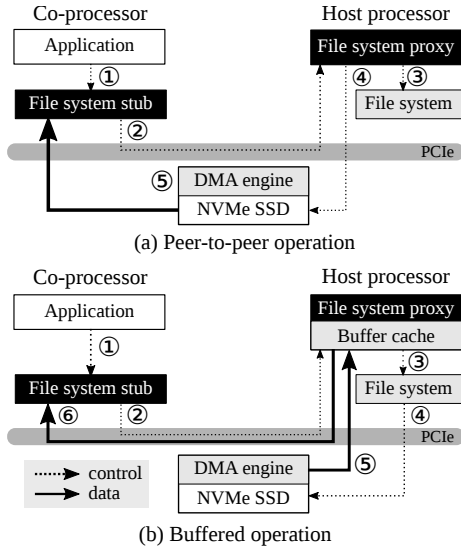 Co-processor
Host processor
Application
File system proxy
①
④
③
File system stub
②
File system
PCIe
⑤
DMA engine
NVMe SSD
(a) Peer-to-peer operation
Co-processor
Host processor
Application
File system proxy
Buffer cache
①
③
File system stub
File system
⑥
②
④
PCIe
control
data
DMA engine
⑤
NVMe SSD
(b) Buffered operation